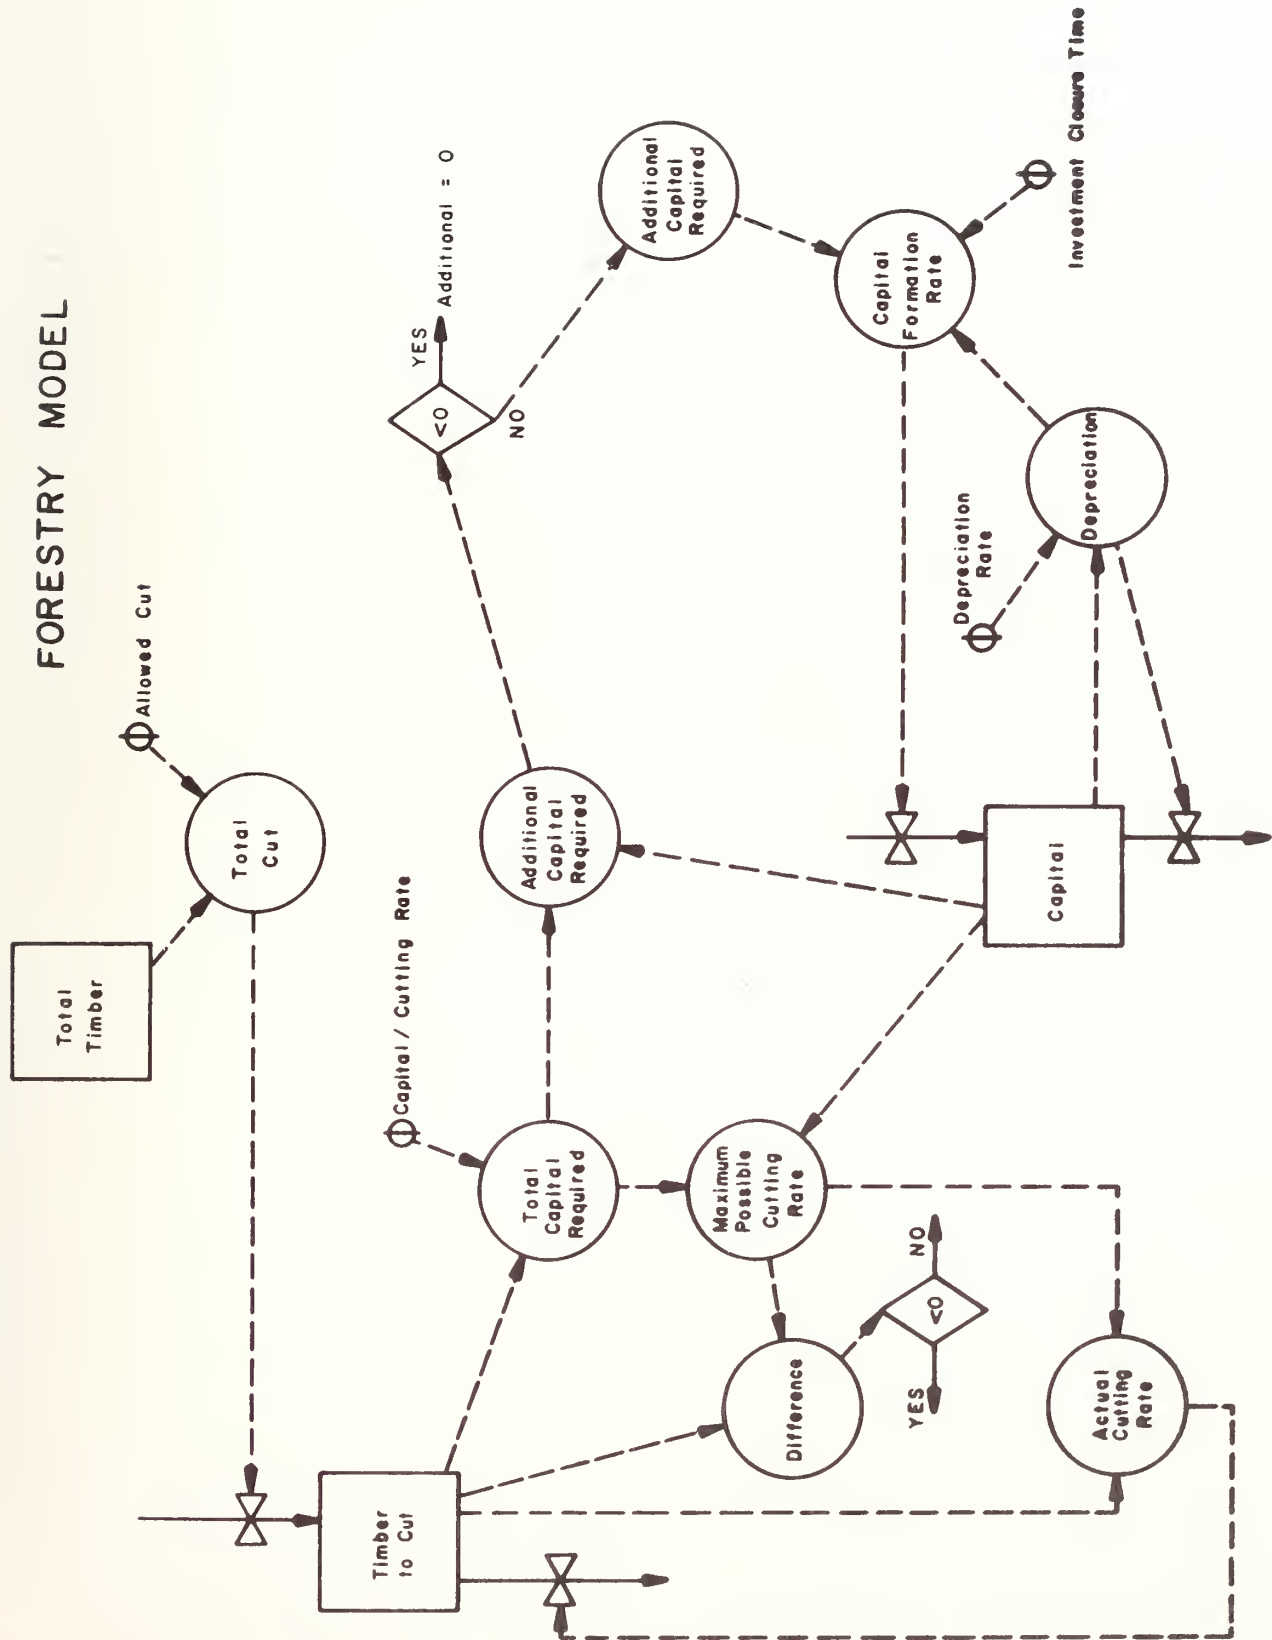 FORESTRY MODEL
Total
Timber
Allowed Cut
Total
Cut
Timber
to Cut
Capital / Cutting Rate
Total
Capital
Required
Additional
Capital
Required
<0
YES
Additional = 0
NO
Additional
Capital
Required
Maximum
Possible
Cutting
Rate
Difference
<0
YES
NO
Actual
Cutting
Rate
Capital
Depreciation
Rate
Depreciation
Capital
Formation
Rate
Investment Closure Time